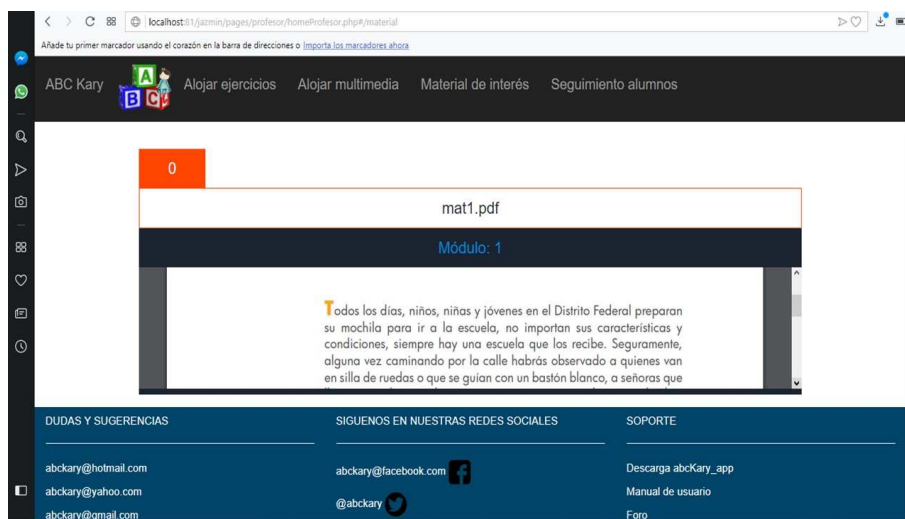 localhost:81/jazmin/pages/profesor/homeProfesor.php#/material
Añade tu primer marcador usando el corazón en la barra de direcciones o Importa los marcadores ahora
ABC Kary A B C Alojar ejercicios Alojar multimedia Material de interés Seguimiento alumnos
0
mat1.pdf
Módulo: 1
Todos los días, niños, niñas y jóvenes en el Distrito Federal preparan
su mochila para ir a la escuela, no importan sus características y
condiciones, siempre hay una escuela que los recibe. Seguramente,
alguna vez caminando por la calle habrás observado a quienes van
en silla de ruedas o que se guían con un bastón blanco, a señoras que
DUDAS Y SUGERENCIAS
abckary@hotmail.com
abckary@yahoo.com
abckary@gmail.com
SIGUENOS EN NUESTRAS REDES SOCIALES
abckary@facebook.com
@abckary
SOPORTE
Descarga abcKary_app
Manual de usuario
Foro